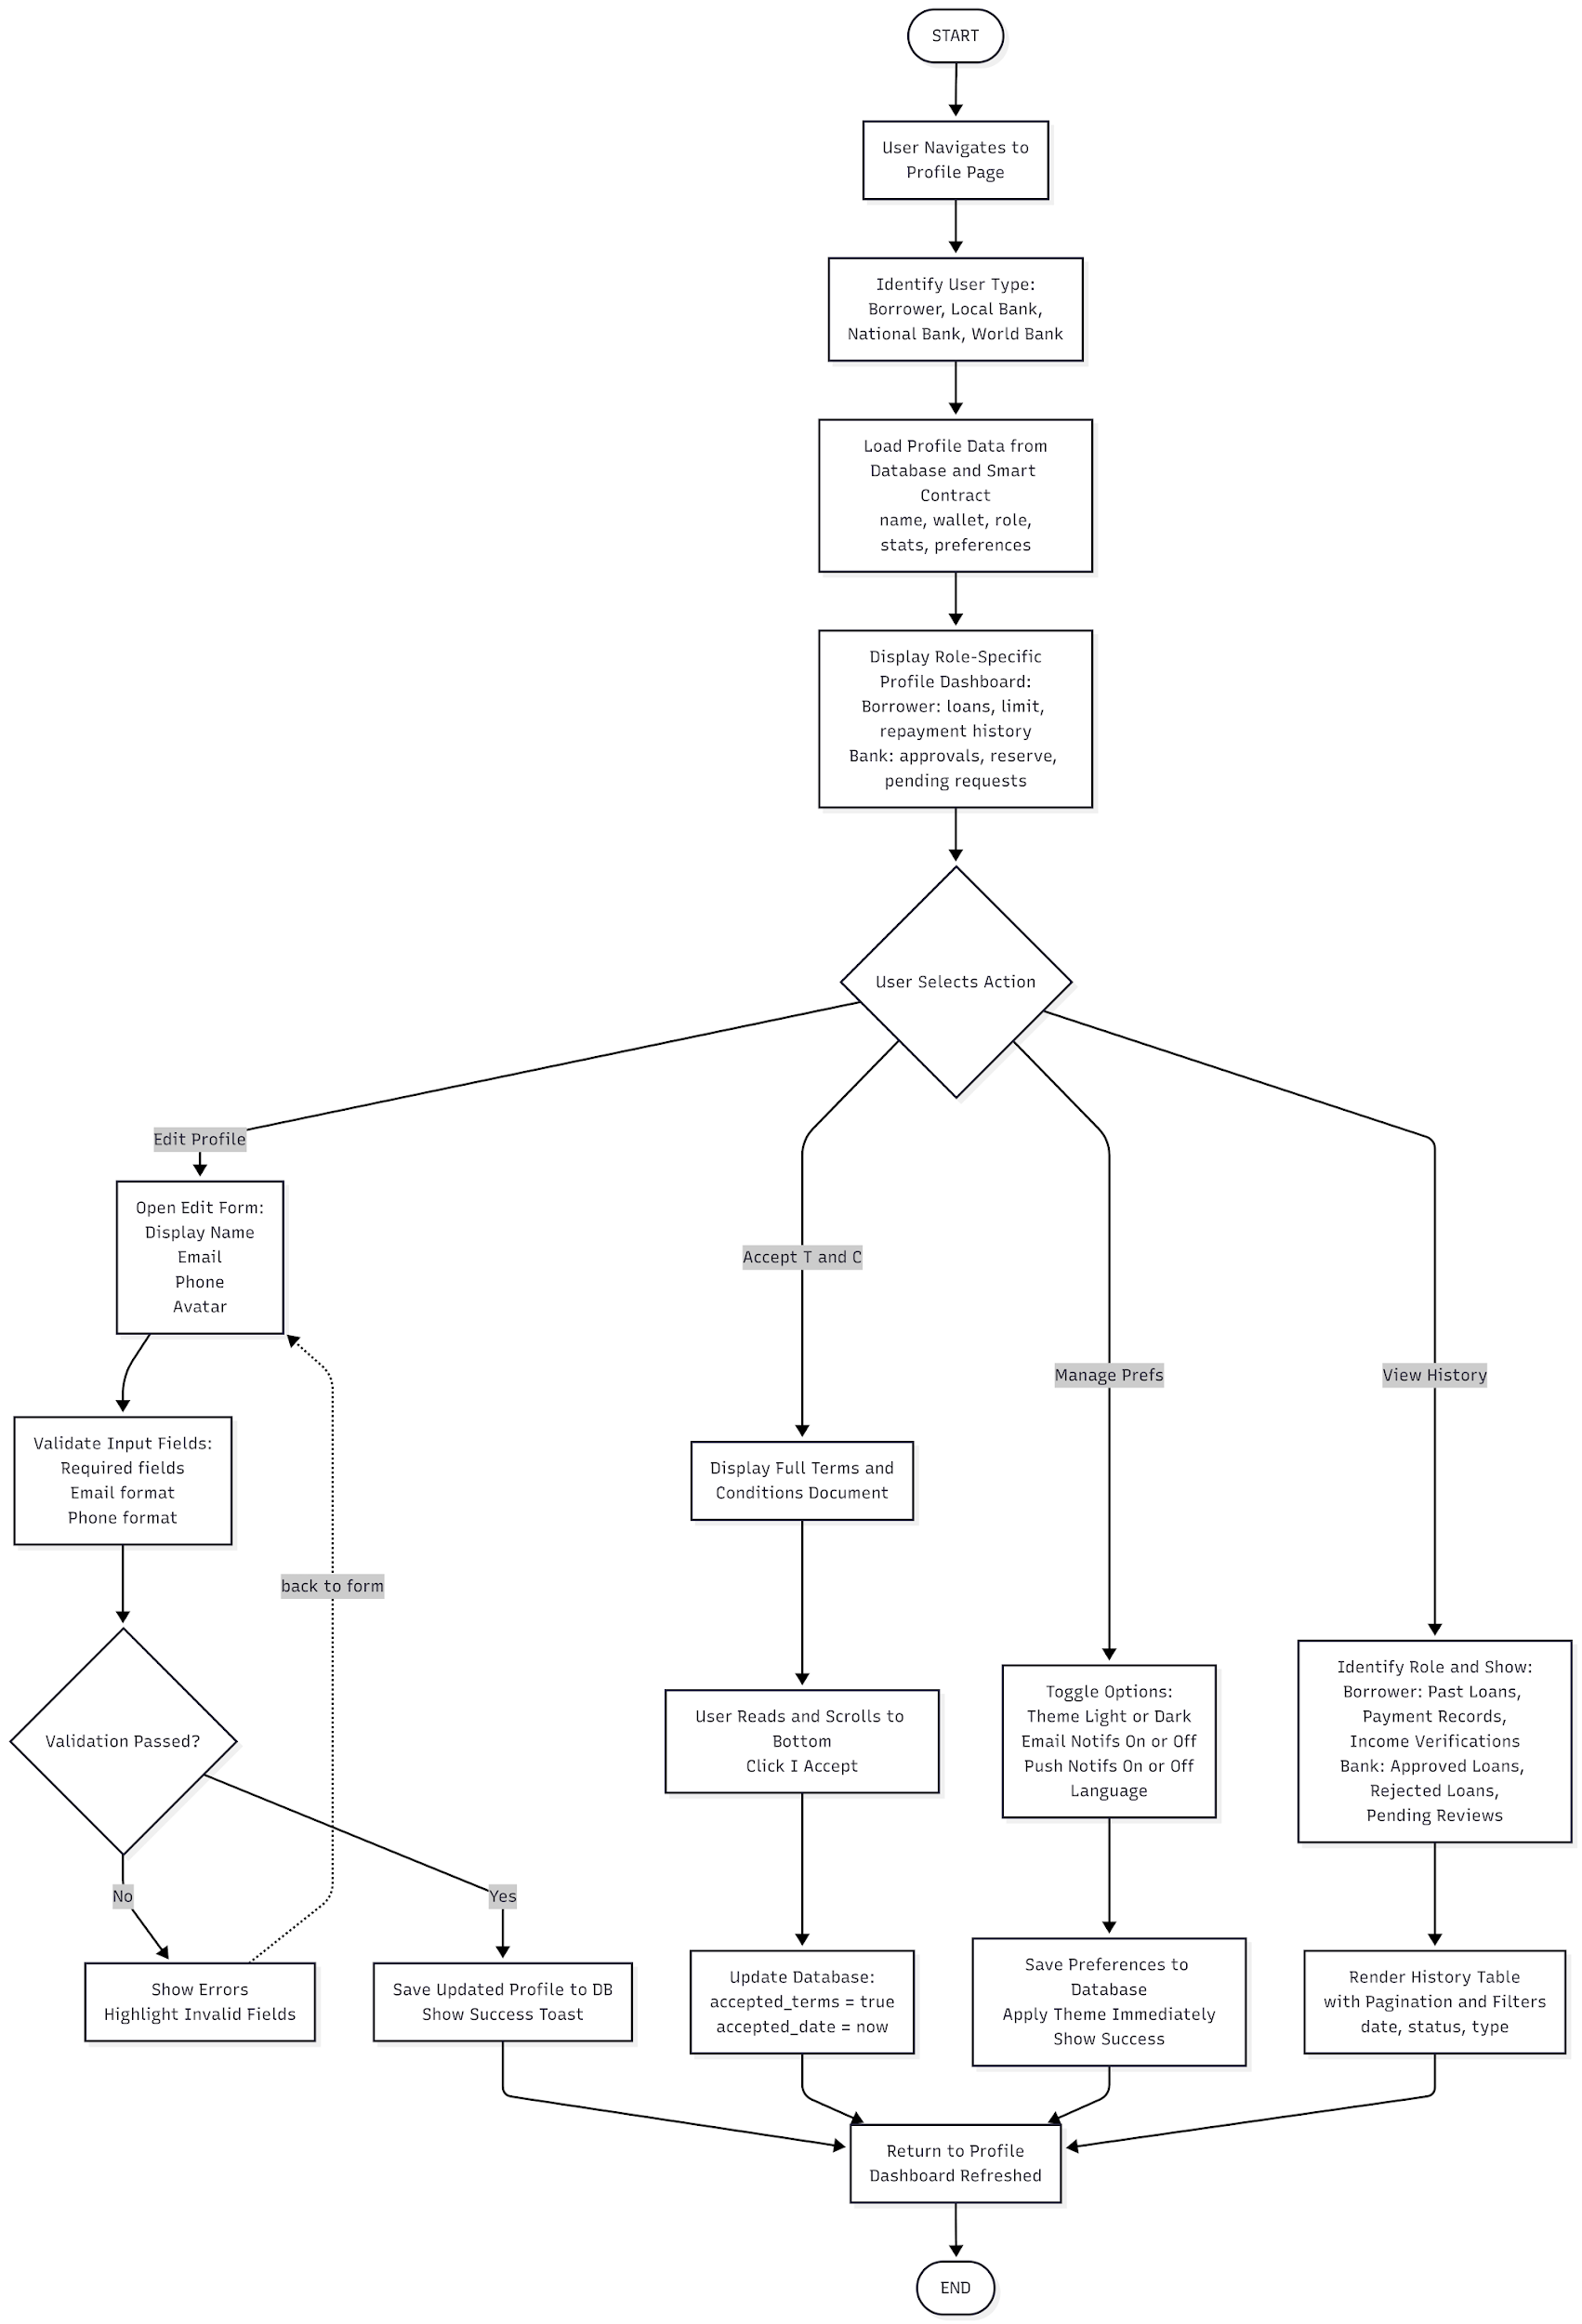 START
User Navigates to
Profile Page
Identify User Type:
Borrower, Local Bank,
National Bank, World Bank
Load Profile Data from
Database and Smart
Contract
name, wallet, role,
stats, preferences
Display Role-Specific
Profile Dashboard:
Borrower: loans, limit,
repayment history
Bank: approvals, reserve,
pending requests
User Selects Action
Edit Profile
Open Edit Form:
Display Name
Email
Phone
Avatar
Validate Input Fields:
Required fields
Email format
Phone format
back to form
Validation Passed?
No
Yes
Show Errors
Highlight Invalid Fields
Save Updated Profile to DB
Show Success Toast
Accept T and C
Display Full Terms and
Conditions Document
User Reads and Scrolls to
Bottom
Click I Accept
Update Database:
accepted_terms = true
accepted_date = now
Manage Prefs
Toggle Options:
Theme Light or Dark
Email Notifs On or Off
Push Notifs On or Off
Language
Save Preferences to
Database
Apply Theme Immediately
Show Success
View History
Identify Role and Show:
Borrower: Past Loans,
Payment Records,
Income Verifications
Bank: Approved Loans,
Rejected Loans,
Pending Reviews
Render History Table
with Pagination and Filters
date, status, type
Return to Profile
Dashboard Refreshed
END